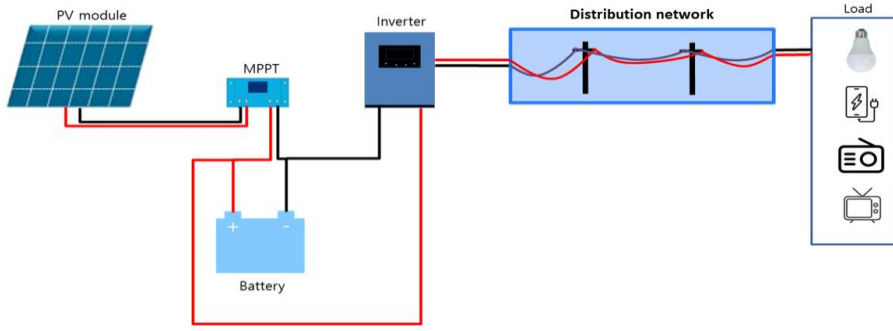 PV module
MPPT
Inverter
Distribution network
Load
+
-
Battery